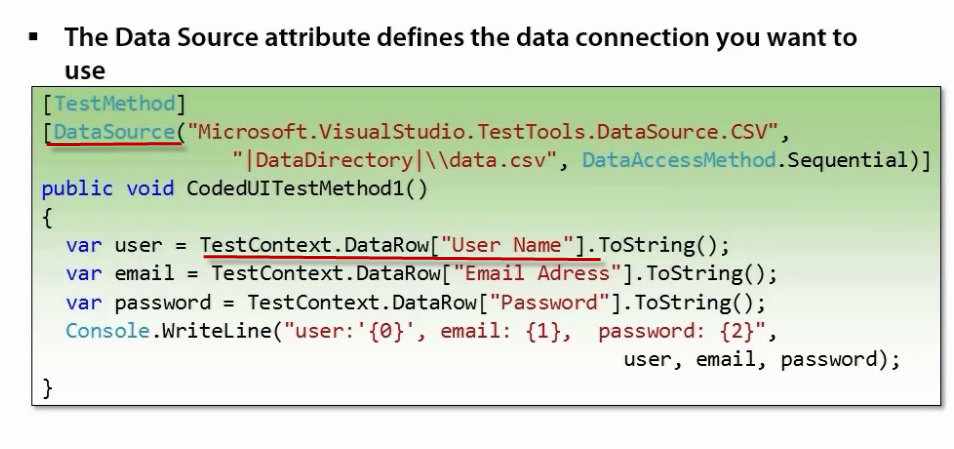 ▪ The Data Source attribute defines the data connection you want to
use
[TestMethod]
[DataSource("Microsoft.VisualStudio.TestTools.DataSource.CSV",
"|DataDirectory|\\data.csv", DataAccessMethod.Sequential)]
public void CodedUITestMethod1()
{
var user = TestContext.DataRow["User Name"].ToString();
var email = TestContext.DataRow["Email Adress"].ToString();
var password = TestContext.DataRow["Password"].ToString();
Console.WriteLine("user:'{0}', email: {1},  password: {2}",
user, email, password);
}